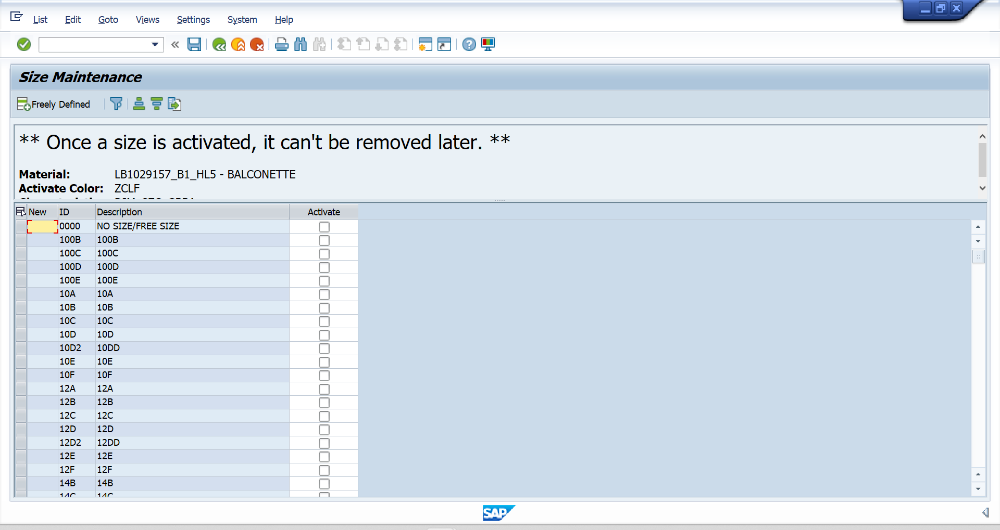 List Edit Goto Views Settings System Help
Size Maintenance
Freely Defined
** Once a size is activated, it can't be removed later. **
Material: LB1029157_B1_HL5 - BALCONETTE
Activate Color: ZCLF
New ID Description Activate
0000 NO SIZE/FREE SIZE
100B 100B
100C 100C
100D 100D
100E 100E
10A 10A
10B 10B
10C 10C
10D 10D
10D2 10DD
10E 10E
10F 10F
12A 12A
12B 12B
12C 12C
12D 12D
12D2 12DD
12E 12E
12F 12F
14B 14B
14C 14C
SAP